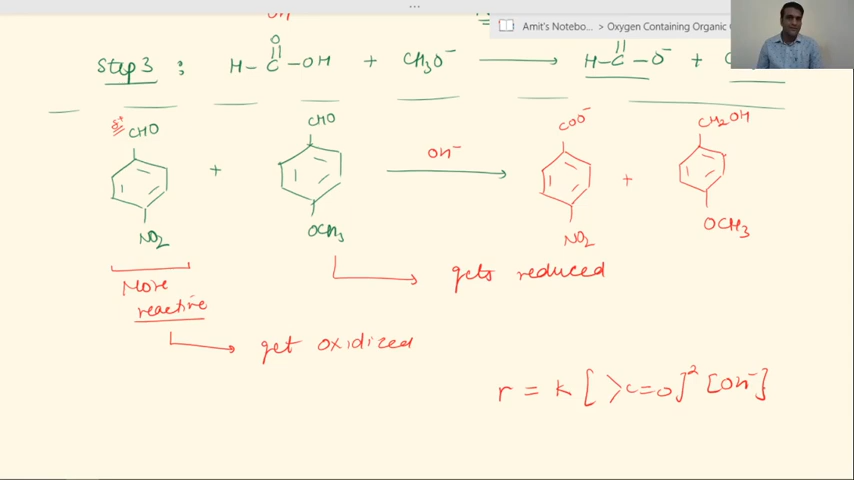 OH
Amit's Notebo... > Oxygen Containing Organic
Step 3 : H-C-OH + CH3O⁻ → H-C-O⁻ +
O
δ+ CHO + CHO OH⁻ → COO⁻ + CH2OH
NO2 OCH3 NO2 OCH3
More reactive
gets reduced
get oxidized
r = K [ >C=O]² [OH⁻]